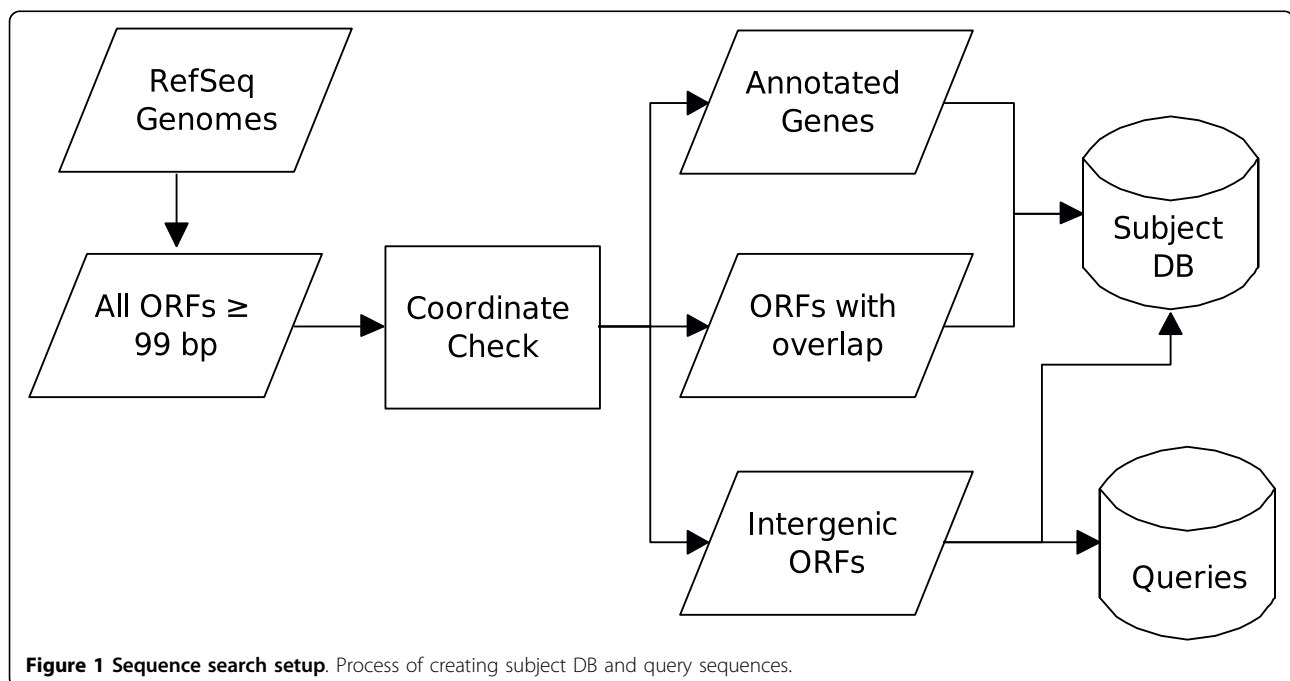 RefSeq
Genomes
All ORFs ≥
99 bp
Coordinate
Check
Annotated
Genes
ORFs with
overlap
Intergenic
ORFs
Subject
DB
Queries
Figure 1 Sequence search setup. Process of creating subject DB and query sequences.